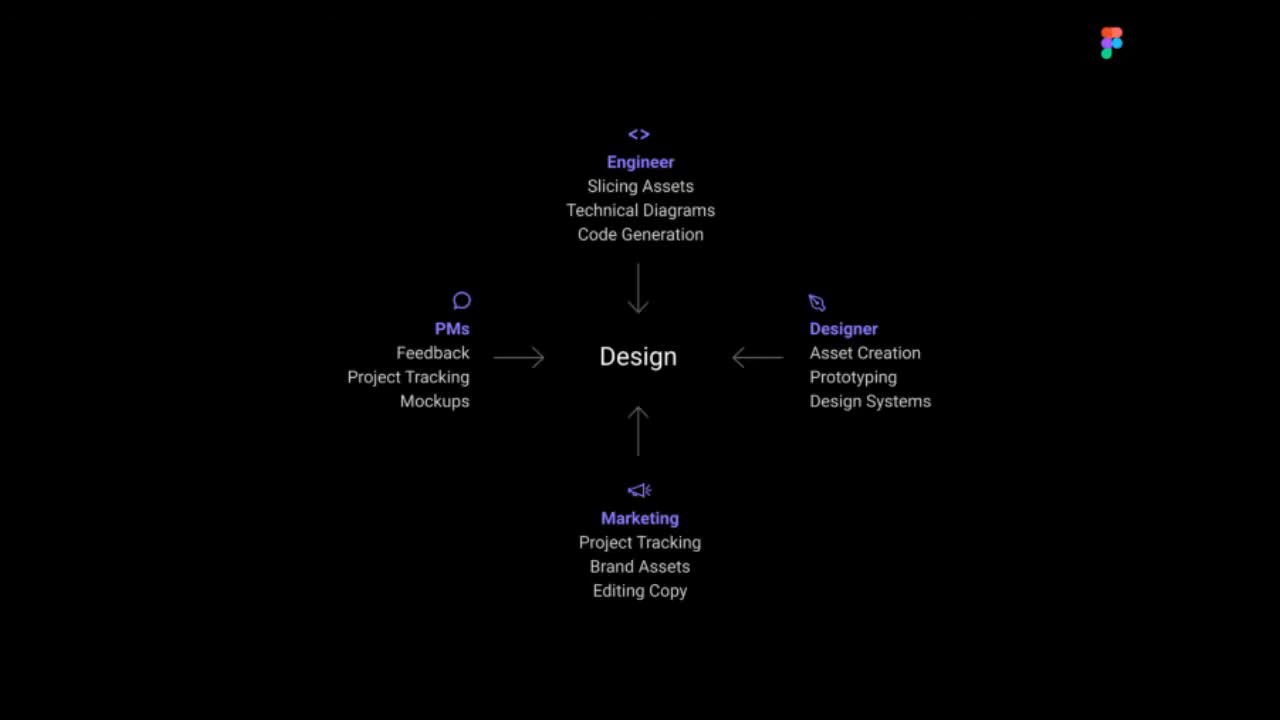 Engineer
Slicing Assets
Technical Diagrams
Code Generation
PMs
Feedback
Project Tracking
Mockups
Design
Designer
Asset Creation
Prototyping
Design Systems
Marketing
Project Tracking
Brand Assets
Editing Copy